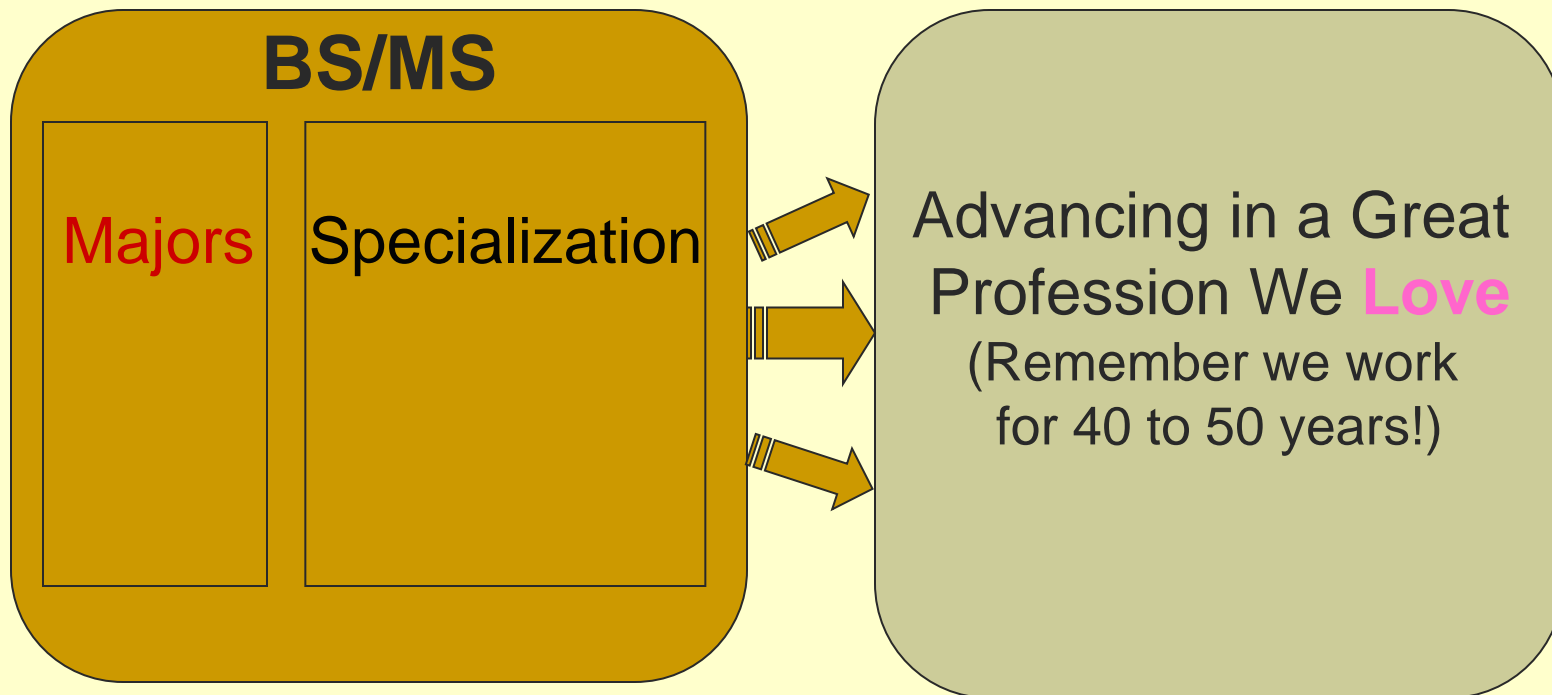 BS/MS
Majors
Specialization
Advancing in a Great
Profession We Love
(Remember we work
for 40 to 50 years!)